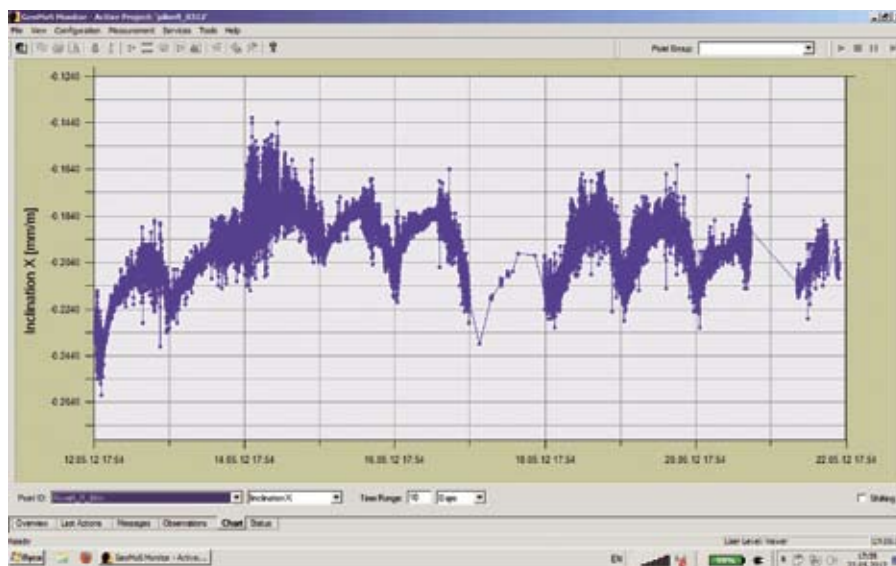 GeoMoS Monitor - Active Project:
File View Configuration Measurement Services Tools Help
Point Group:
-0.1240
-0.1440
-0.1640
-0.1840
-0.2040
-0.2240
-0.2440
-0.2640
Inclination X [mm/m]
12.05.12 17:54
14.05.12 17:54
16.05.12 17:54
18.05.12 17:54
20.05.12 17:54
22.05.12 17:54
Point ID:
Inclination X
Time Range: 10 Days
Overview Last Actions Messages Observations Chart Status
Ready
User Level: Viewer
GeoMoS Monitor - Active...
EN